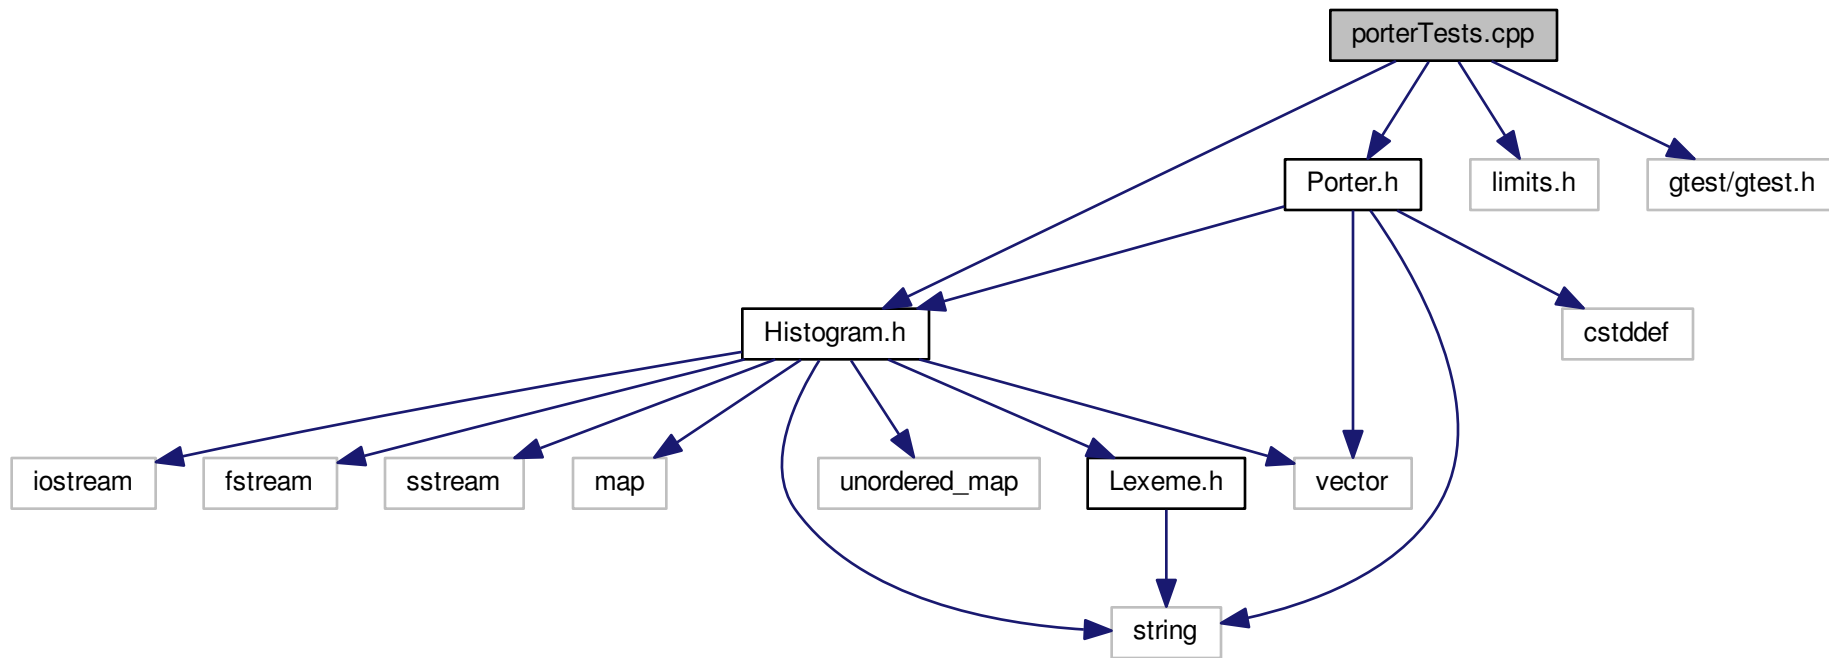 porterTests.cpp
Porter.h
limits.h
gtest/gtest.h
Histogram.h
cstddef
iostream
fstream
sstream
map
unordered_map
Lexeme.h
vector
string